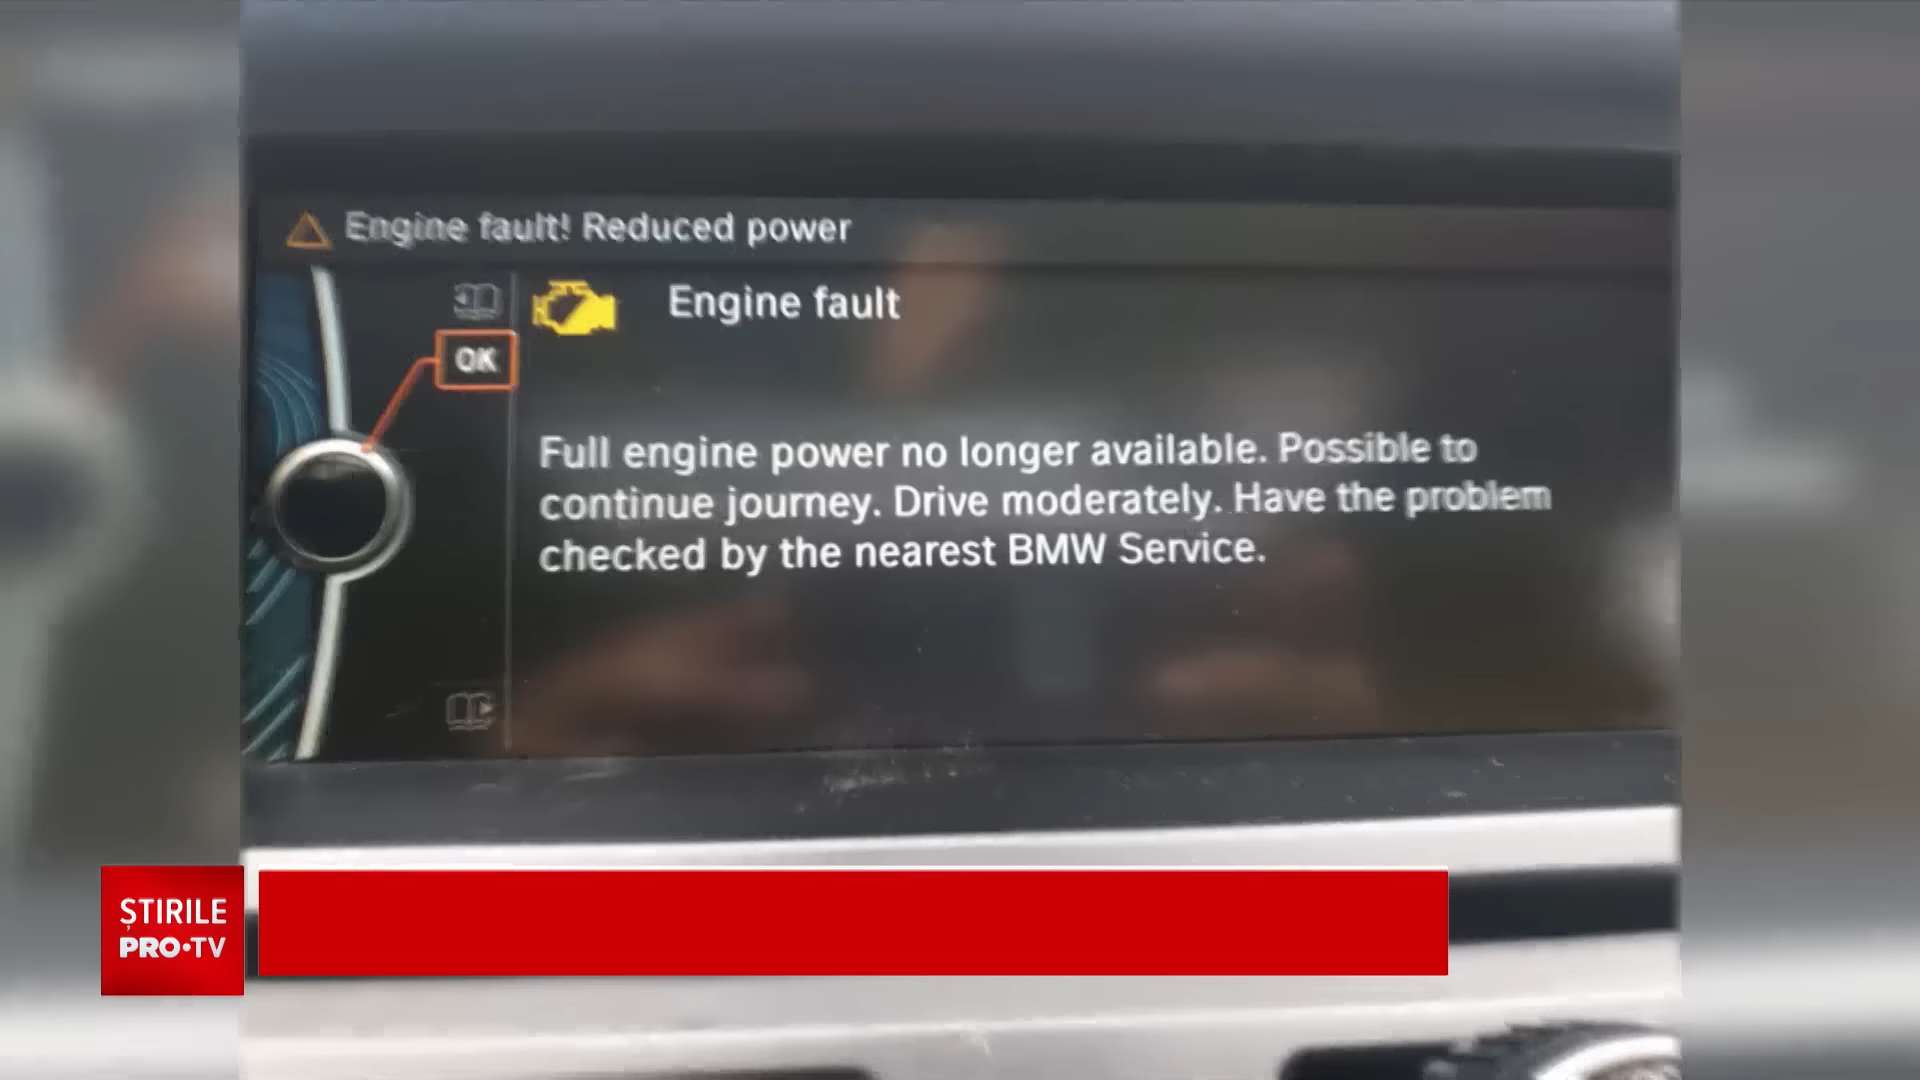 Engine fault! Reduced power
Engine fault
OK
Full engine power no longer available. Possible to
continue journey. Drive moderately. Have the problem
checked by the nearest BMW Service.
ȘTIRILE
PRO•TV